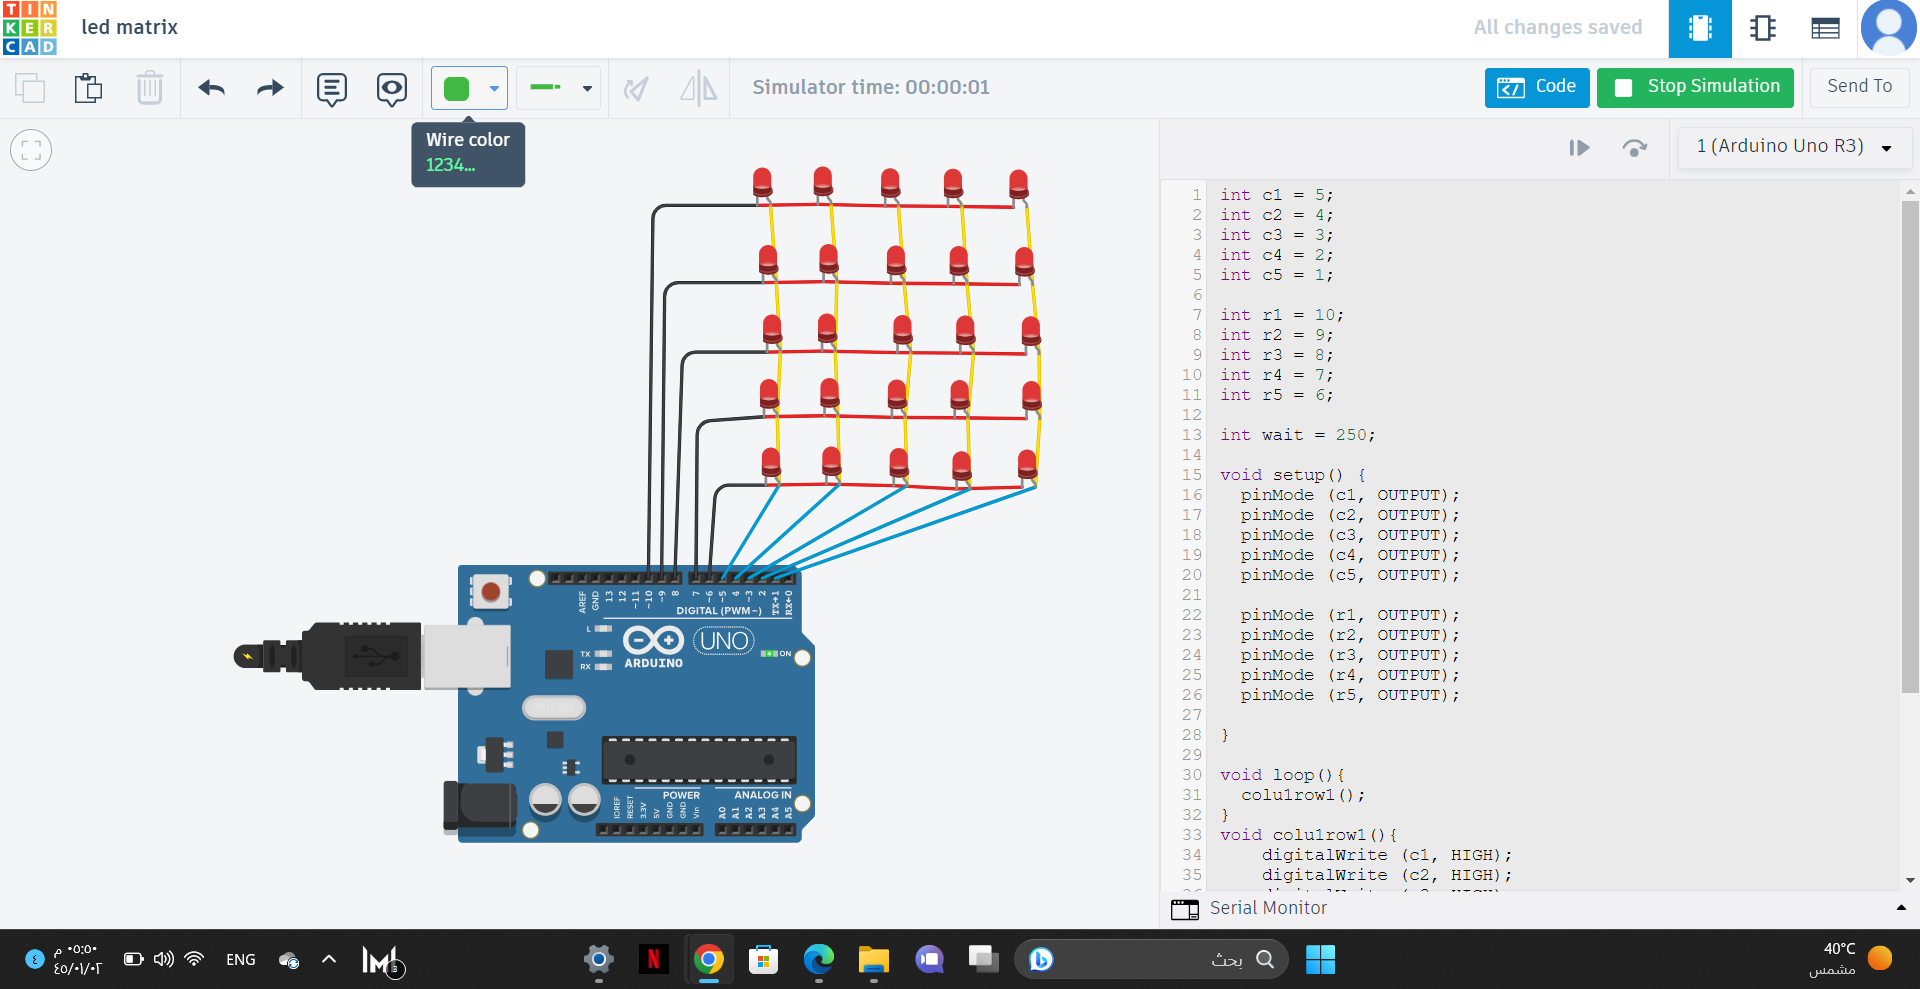 TINKERCAD
led matrix
All changes saved
Simulator time: 00:00:01
Code
Stop Simulation
Send To
Wire color
1234...
1 (Arduino Uno R3)
1 int c1 = 5;
2 int c2 = 4;
3 int c3 = 3;
4 int c4 = 2;
5 int c5 = 1;
6
7 int r1 = 10;
8 int r2 = 9;
9 int r3 = 8;
10 int r4 = 7;
11 int r5 = 6;
12
13 int wait = 250;
14
15 void setup() {
16 pinMode (c1, OUTPUT);
17 pinMode (c2, OUTPUT);
18 pinMode (c3, OUTPUT);
19 pinMode (c4, OUTPUT);
20 pinMode (c5, OUTPUT);
21
22 pinMode (r1, OUTPUT);
23 pinMode (r2, OUTPUT);
24 pinMode (r3, OUTPUT);
25 pinMode (r4, OUTPUT);
26 pinMode (r5, OUTPUT);
27
28 }
29
30 void loop(){
31 colu1row1();
32 }
33 void colu1row1(){
34 digitalWrite (c1, HIGH);
35 digitalWrite (c2, HIGH);
Serial Monitor
AREF GND 13 12 ~11 ~10 ~9 8 7 ~6 ~5 4 ~3 2 TX→1 RX←0
DIGITAL (PWM~)
L
TX
RX
ARDUINO
UNO
ON
POWER
ANALOG IN
IOREF RESET 3.3V 5V GND GND Vin A0 A1 A2 A3 A4 A5
٤
٠٥:٥٠ م
٤٥/٠١/٠٢
ENG
3
N
بحث
40°C
مشمس